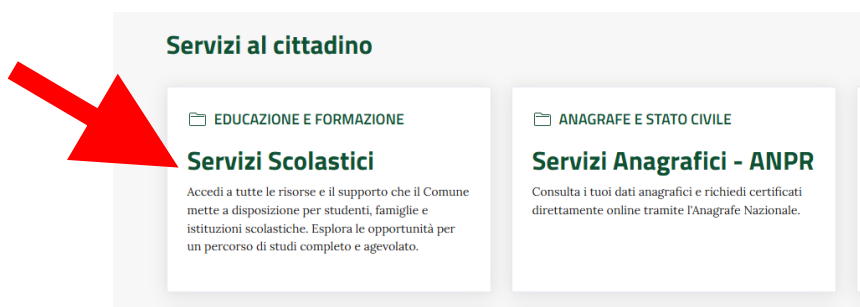 Servizi al cittadino
EDUCAZIONE E FORMAZIONE
Servizi Scolastici
Accedi a tutte le risorse e il supporto che il Comune
mette a disposizione per studenti, famiglie e
istituzioni scolastiche. Esplora le opportunità per
un percorso di studi completo e agevolato.
ANAGRAFE E STATO CIVILE
Servizi Anagrafici - ANPR
Consulta i tuoi dati anagrafici e richiedi certificati
direttamente online tramite l'Anagrafe Nazionale.